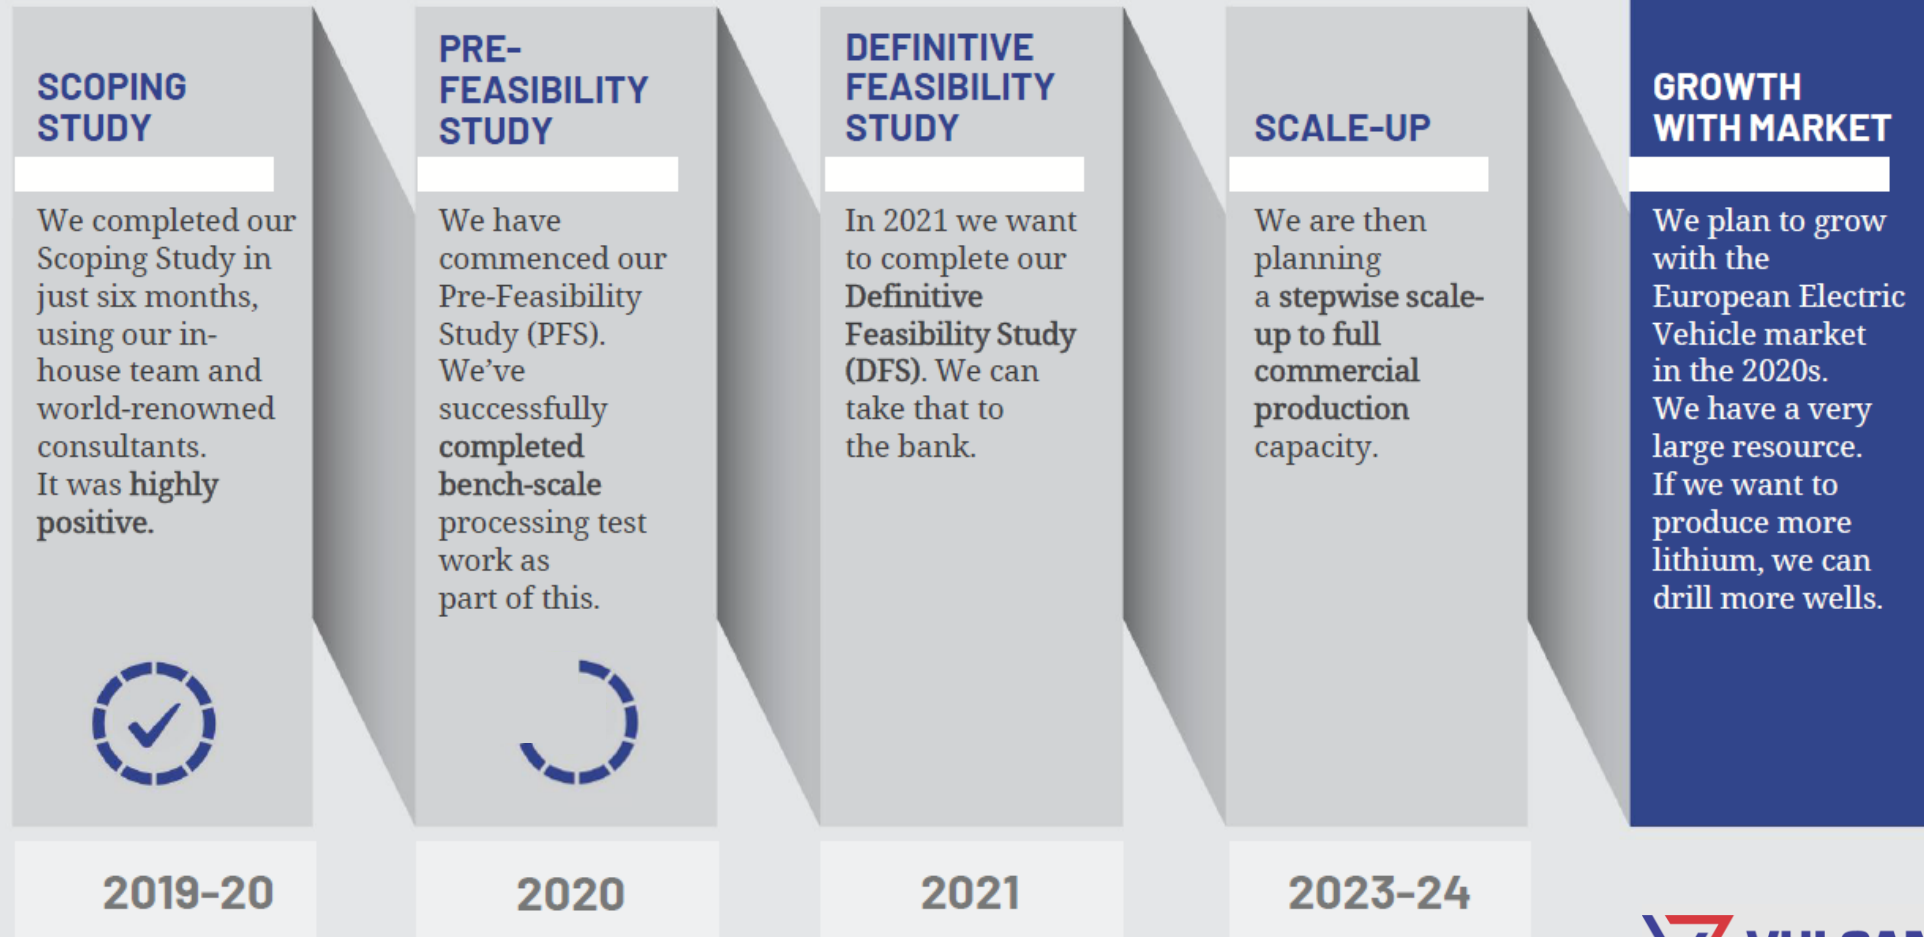 SCOPING
STUDY
We completed our
Scoping Study in
just six months,
using our in-
house team and
world-renowned
consultants.
It was highly
positive.
2019-20
PRE-
FEASIBILITY
STUDY
We have
commenced our
Pre-Feasibility
Study (PFS).
We’ve
successfully
completed
bench-scale
processing test
work as
part of this.
2020
DEFINITIVE
FEASIBILITY
STUDY
In 2021 we want
to complete our
Definitive
Feasibility Study
(DFS). We can
take that to
the bank.
2021
SCALE-UP
We are then
planning
a stepwise scale-
up to full
commercial
production
capacity.
2023-24
GROWTH
WITH MARKET
We plan to grow
with the
European Electric
Vehicle market
in the 2020s.
We have a very
large resource.
If we want to
produce more
lithium, we can
drill more wells.